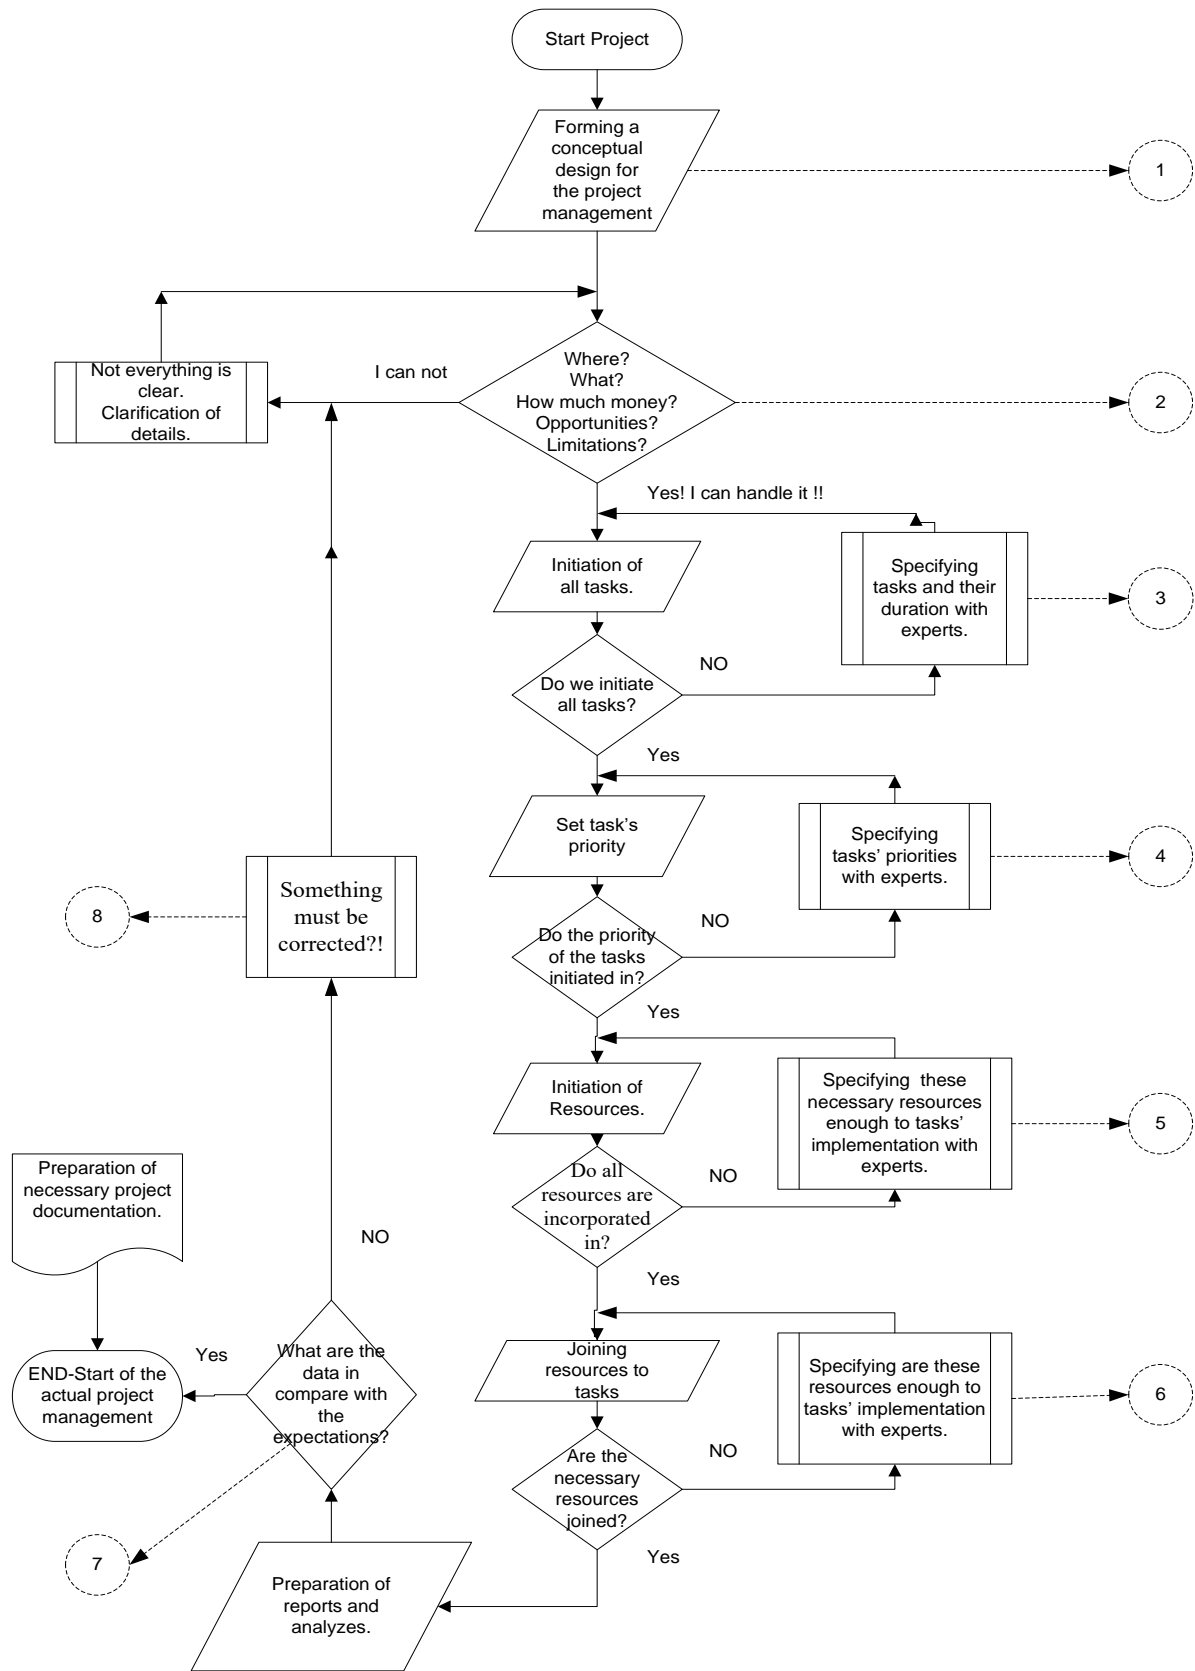 Start Project
Forming a
conceptual
design for
the project
management
1
Not everything is
clear.
Clarification of
details.
I can not
Where?
What?
How much money?
Opportunities?
Limitations?
2
Yes! I can handle it !!
Initiation of
all tasks.
Specifying
tasks and their
duration with
experts.
3
Do we initiate
all tasks?
NO
Yes
Set task's
priority
Specifying
tasks' priorities
with experts.
4
Something
must be
corrected?!
8
Do the priority
of the tasks
initiated in?
NO
Yes
Initiation of
Resources.
Specifying these
necessary resources
enough to tasks'
implementation with
experts.
5
Do all
resources are
incorporated
in?
NO
Yes
Preparation of
necessary project
documentation.
NO
Joining
resources to
tasks
Specifying are these
resources enough to
tasks' implementation
with experts.
6
END-Start of the
actual project
management
Yes
What are the
data in
compare with
the
expectations?
Are the
necessary
resources
joined?
NO
Yes
7
Preparation of
reports and
analyzes.